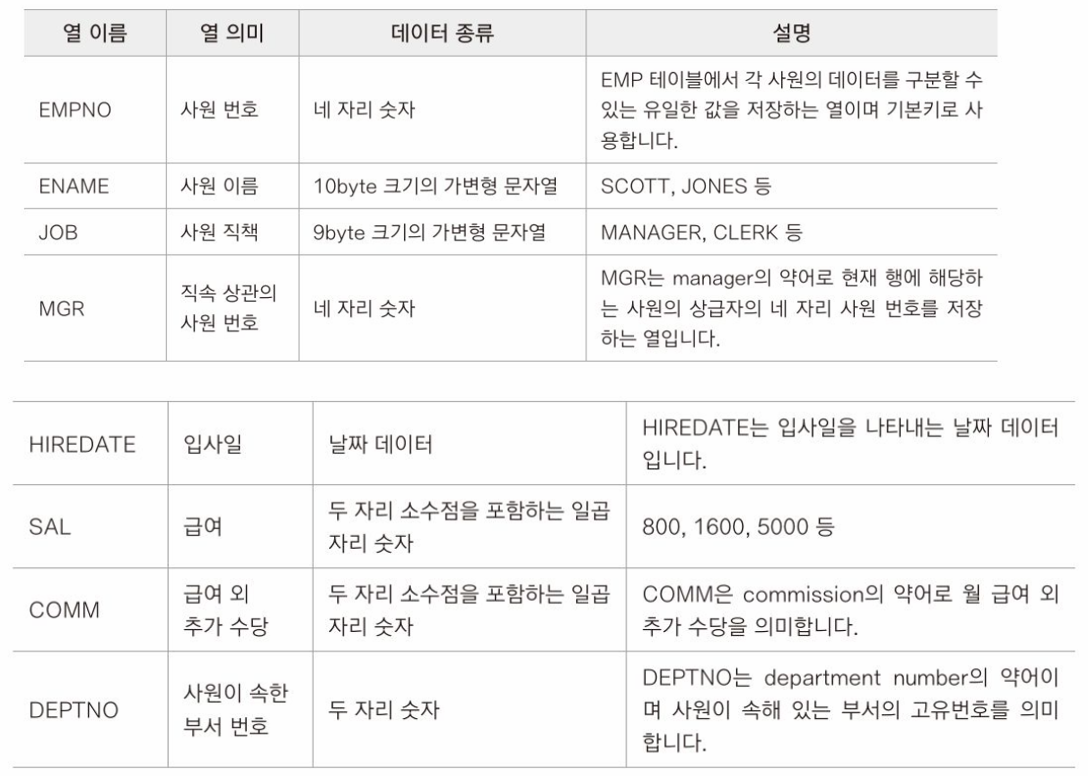 열 이름 열 의미 데이터 종류 설명
EMPNO 사원 번호 네 자리 숫자 EMP 테이블에서 각 사원의 데이터를 구분할 수
있는 유일한 값을 저장하는 열이며 기본키로 사
용합니다.
ENAME 사원 이름 10byte 크기의 가변형 문자열 SCOTT, JONES 등
JOB 사원 직책 9byte 크기의 가변형 문자열 MANAGER, CLERK 등
MGR 직속 상관의
사원 번호 네 자리 숫자 MGR는 manager의 약어로 현재 행에 해당하
는 사원의 상급자의 네 자리 사원 번호를 저장
하는 열입니다.
HIREDATE 입사일 날짜 데이터 HIREDATE는 입사일을 나타내는 날짜 데이터
입니다.
SAL 급여 두 자리 소수점을 포함하는 일곱
자리 숫자 800, 1600, 5000 등
COMM 급여 외
추가 수당 두 자리 소수점을 포함하는 일곱
자리 숫자 COMM은 commission의 약어로 월 급여 외
추가 수당을 의미합니다.
DEPTNO 사원이 속한
부서 번호 두 자리 숫자 DEPTNO는 department number의 약어이
며 사원이 속해 있는 부서의 고유번호를 의미
합니다.